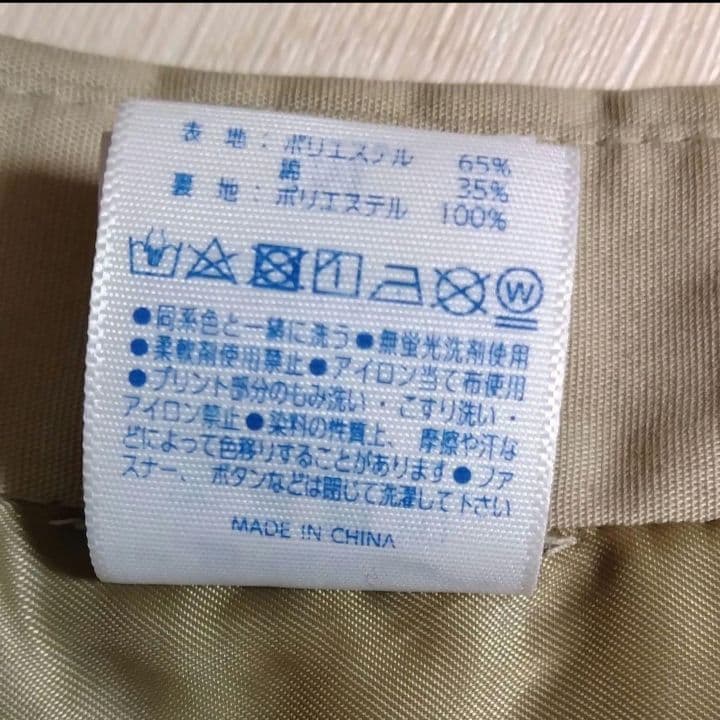 表 地 : ポリエステル 65%
綿 35%
裏 地 : ポリエステル 100%
W
●同系色と一緒に洗う●無蛍光洗剤使用
●柔軟剤使用禁止●アイロン当て布使用
●プリント部分のもみ洗い・こすり洗い・
アイロン禁止●染料の性質上、摩擦や汗な
どによって色移りすることがあります●ファ
スナー、ボタンなどは閉じて洗濯して下さい
MADE IN CHINA